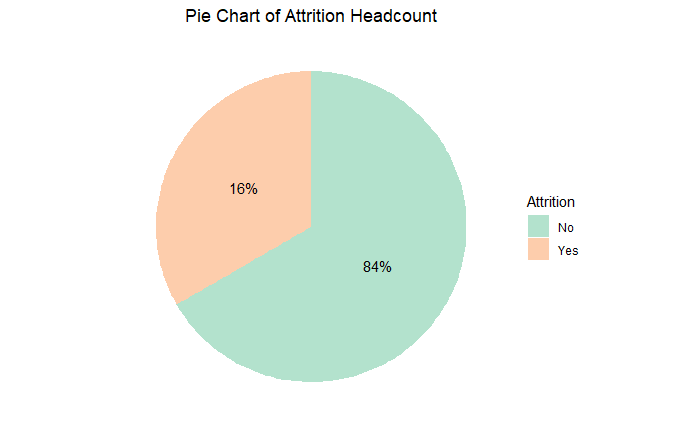 Pie Chart of Attrition Headcount
16%
84%
Attrition
No
Yes